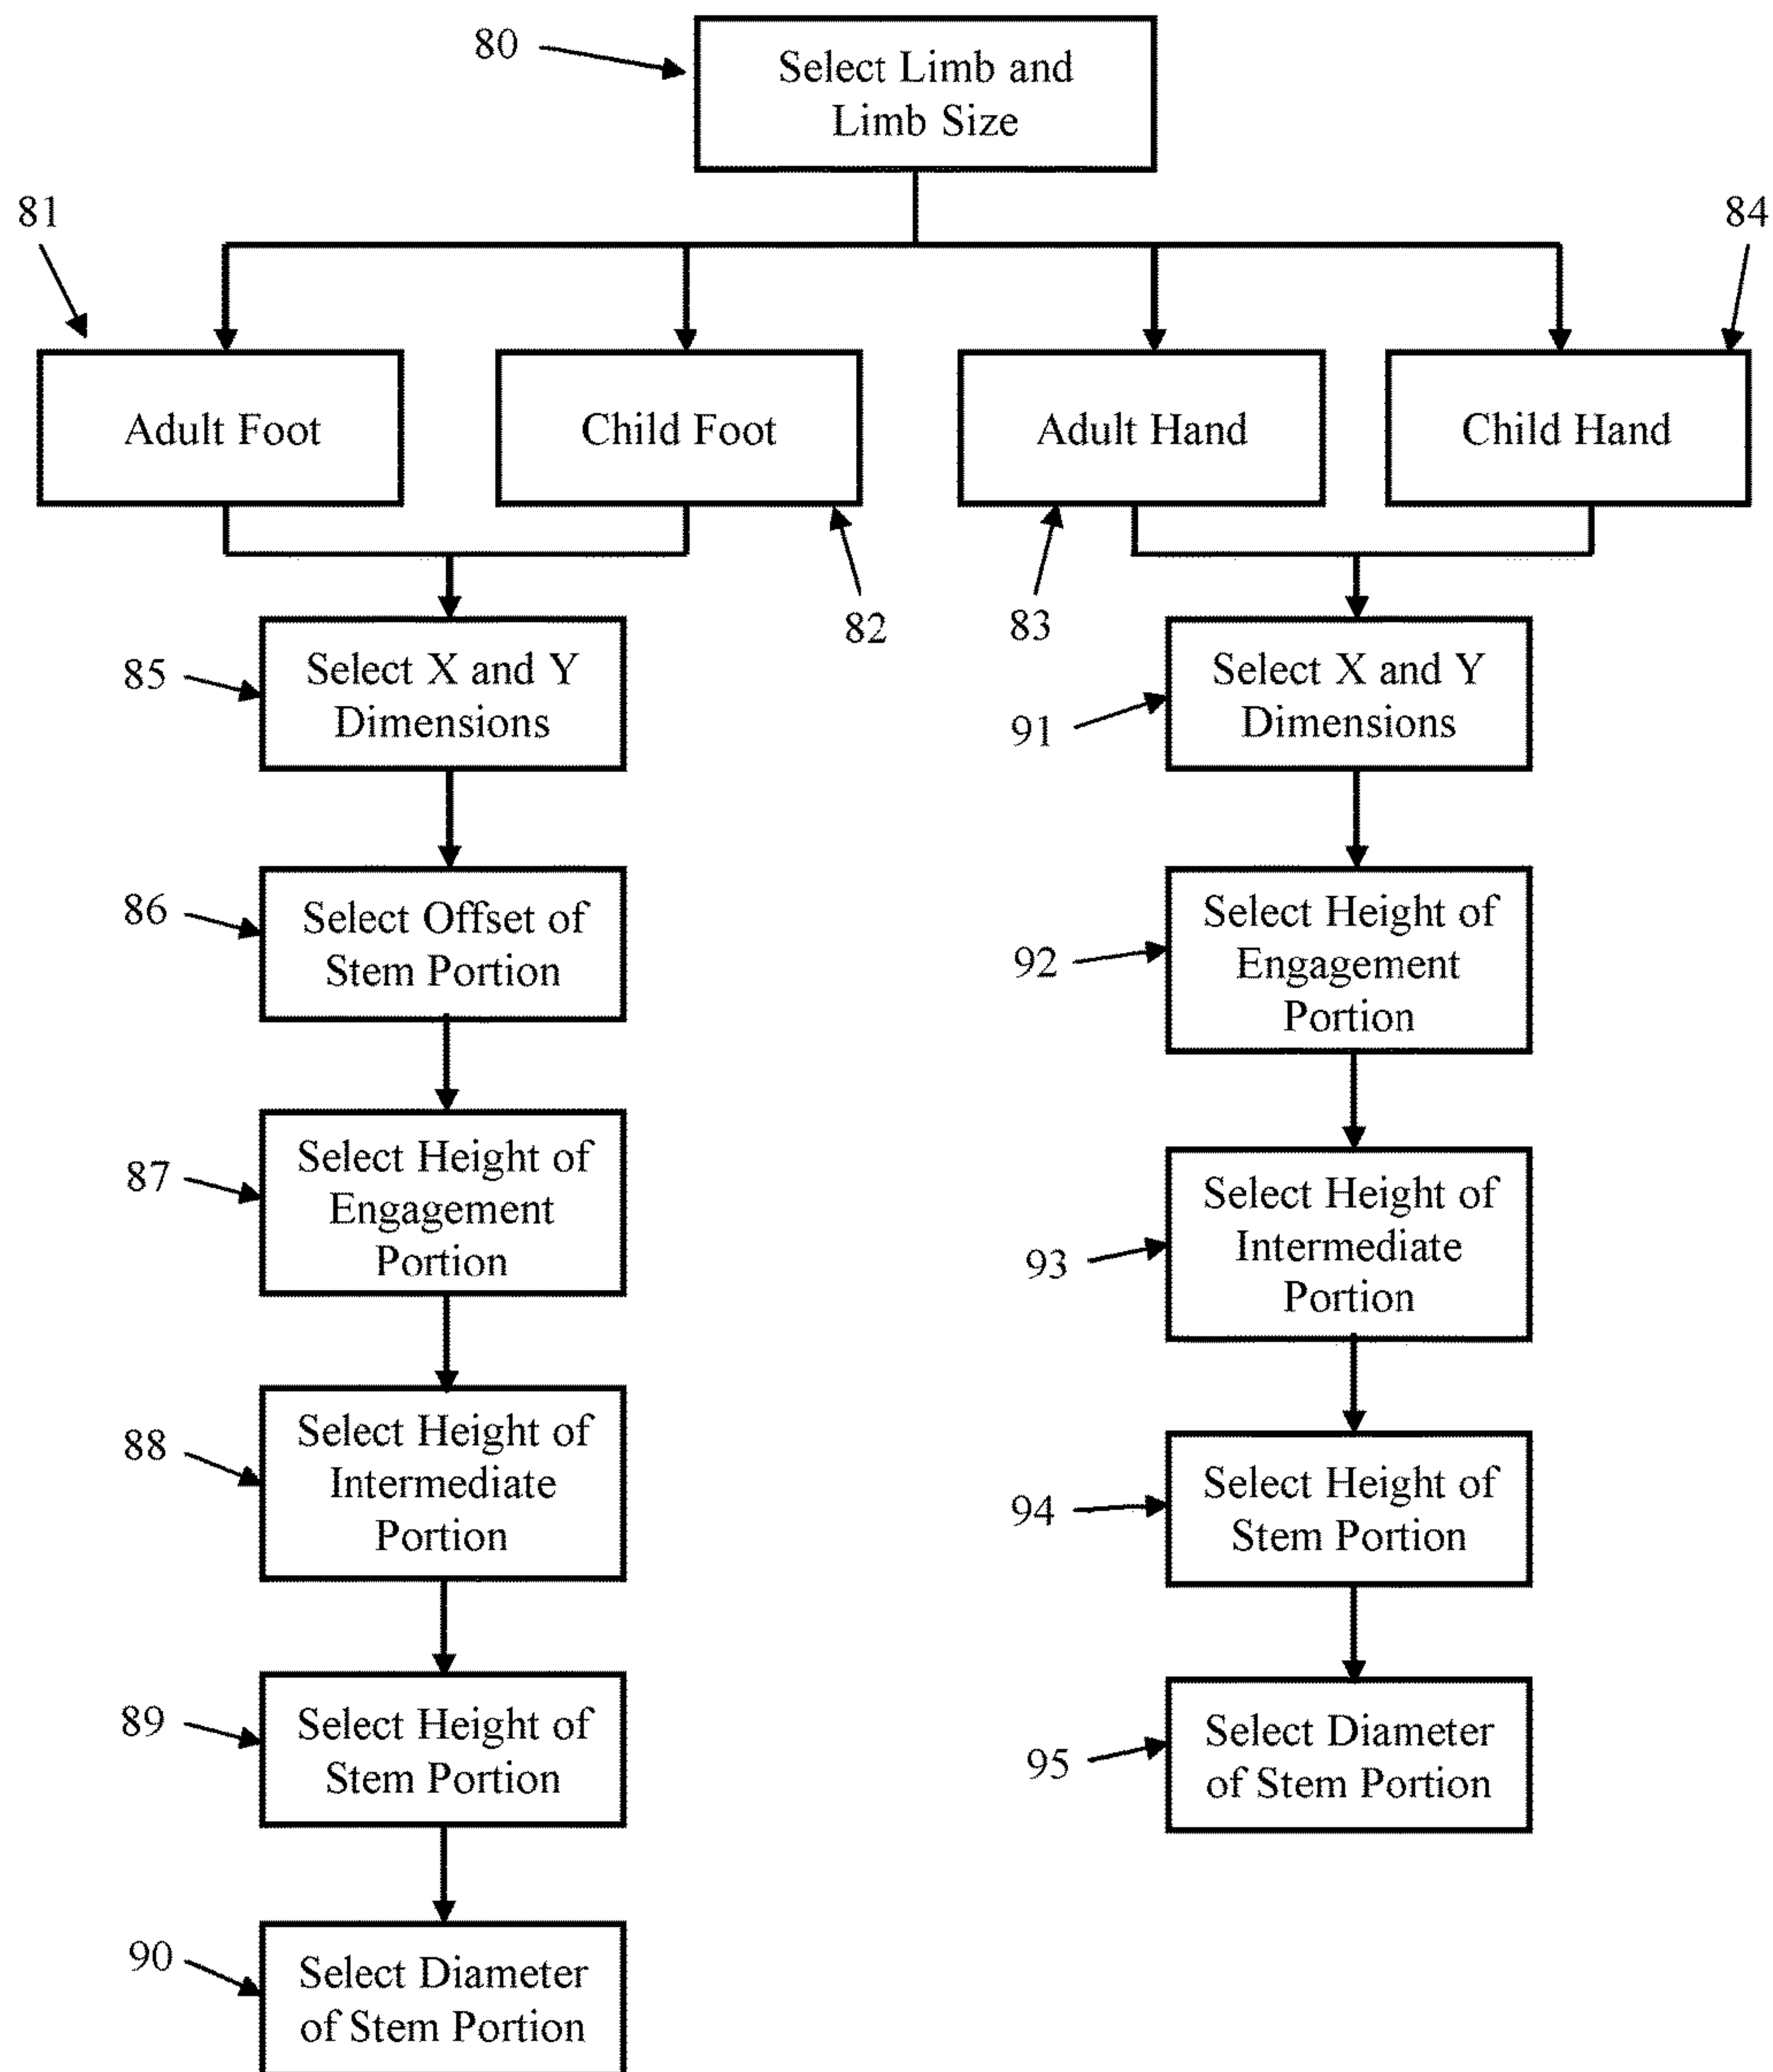 80
Select Limb and
Limb Size
81
84
Adult Foot
Child Foot
Adult Hand
Child Hand
82
83
85
Select X and Y
Dimensions
91
Select X and Y
Dimensions
86
Select Offset of
Stem Portion
92
Select Height of
Engagement
Portion
87
Select Height of
Engagement
Portion
93
Select Height of
Intermediate
Portion
88
Select Height of
Intermediate
Portion
94
Select Height of
Stem Portion
89
Select Height of
Stem Portion
95
Select Diameter
of Stem Portion
90
Select Diameter
of Stem Portion